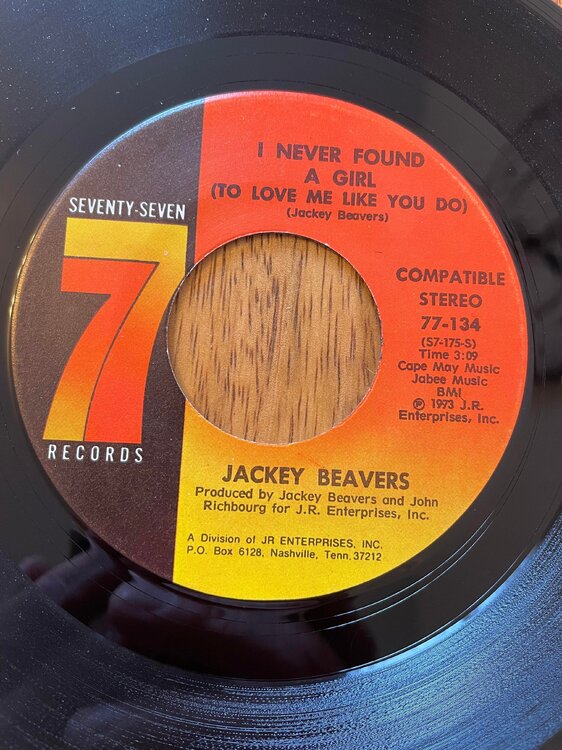 I NEVER FOUND
A GIRL
(TO LOVE ME LIKE YOU DO)
(Jackey Beavers)
SEVENTY-SEVEN
77
RECORDS
COMPATIBLE
STEREO
77-134
(S7-175-S)
Time 3:09
Cape May Music
Jabee Music
BMI
℗ 1993 J.R.
Enterprises, Inc.
JACKEY BEAVERS
Produced by Jackey Beavers and John
Richbourg for J.R. Enterprises, Inc.
A Division of JR ENTERPRISES, INC.
P.O. Box 6128, Nashville, Tenn. 37212